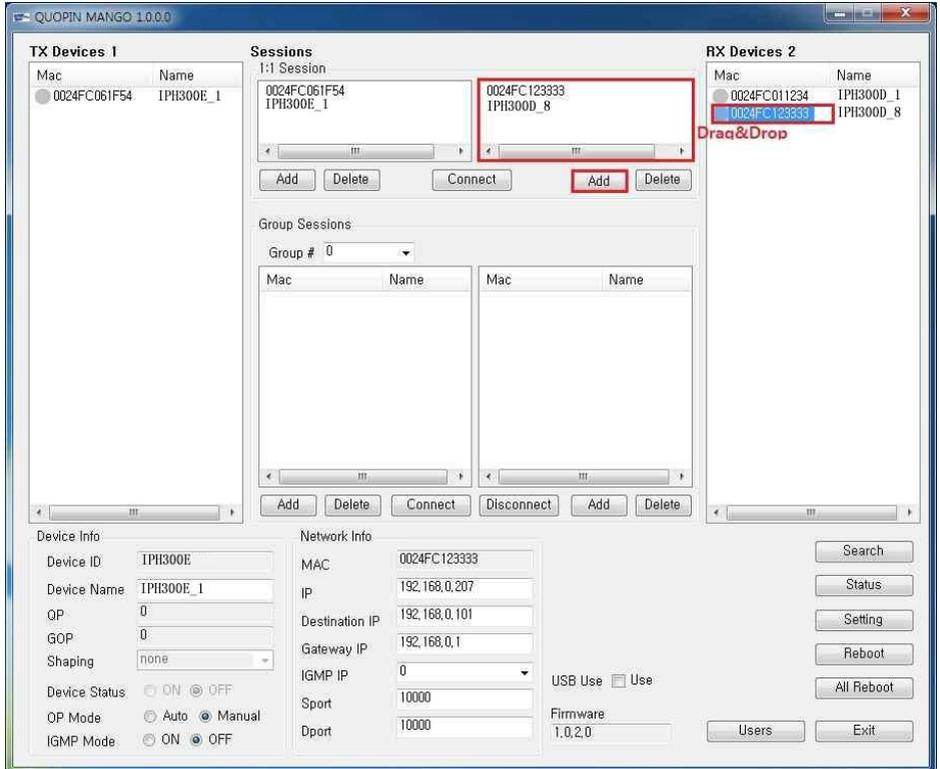 QUOPIN MANGO 1.0.0.0
TX Devices 1
Mac Name
0024FC061F54 IPH300E_1
Sessions
1:1 Session
0024FC061F54
IPH300E_1
0024FC123333
IPH300D_8
Add Delete Connect Add Delete
RX Devices 2
Mac Name
0024FC011234 IPH300D_1
0024FC123333 IPH300D_8
Drag&Drop
Group Sessions
Group # 0
Mac Name Mac Name
Add Delete Connect Disconnect Add Delete
Device Info
Device ID IPH300E
Device Name IPH300E_1
QP 0
GOP 0
Shaping none
Device Status ON OFF
OP Mode Auto Manual
IGMP Mode ON OFF
Network Info
MAC 0024FC123333
IP 192,168,0,207
Destination IP 192,168,0,101
Gateway IP 192,168,0,1
IGMP IP 0
Sport 10000
Dport 10000
USB Use Use
Firmware
1,0,2,0
Search
Status
Setting
Reboot
All Reboot
Users Exit